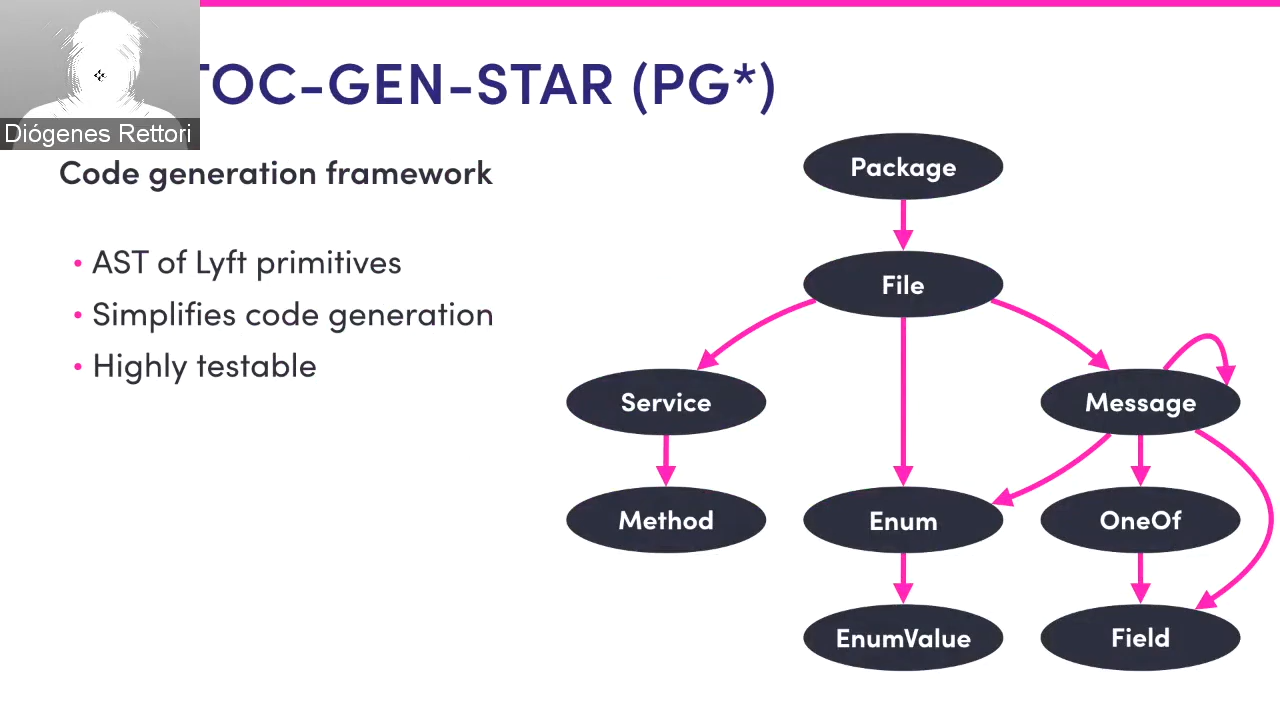 TOC-GEN-STAR (PG*)
Diógenes Rettori
Code generation framework
• AST of Lyft primitives
• Simplifies code generation
• Highly testable
Package
File
Service
Message
Method
Enum
OneOf
EnumValue
Field